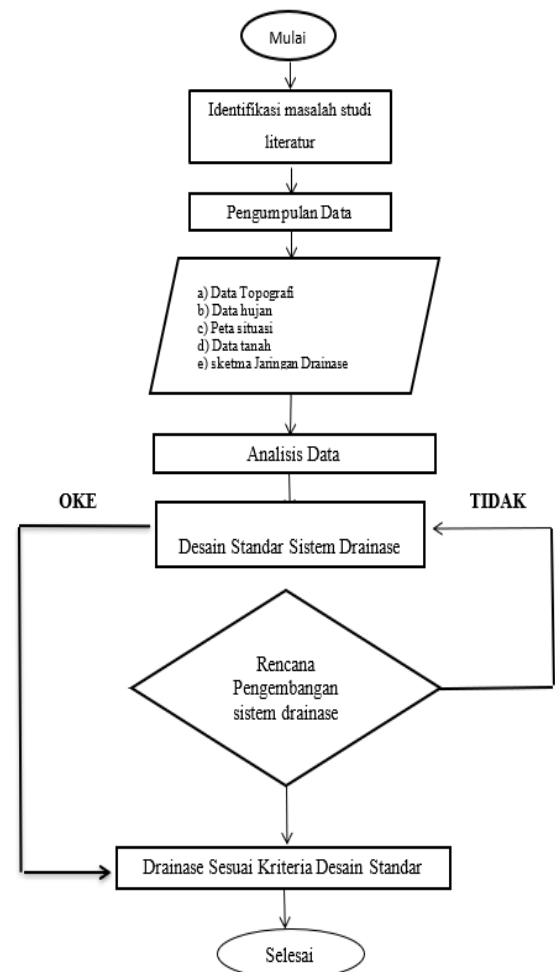 Mulai
Identifikasi masalah studi
literatur
Pengumpulan Data
a) Data Topografi
b) Data hujan
c) Peta situasi
d) Data tanah
e) sketma Jaringan Drainase
Analisis Data
OKE
TIDAK
Desain Standar Sistem Drainase
Rencana
Pengembangan
sistem drainase
Drainase Sesuai Kriteria Desain Standar
Selesai